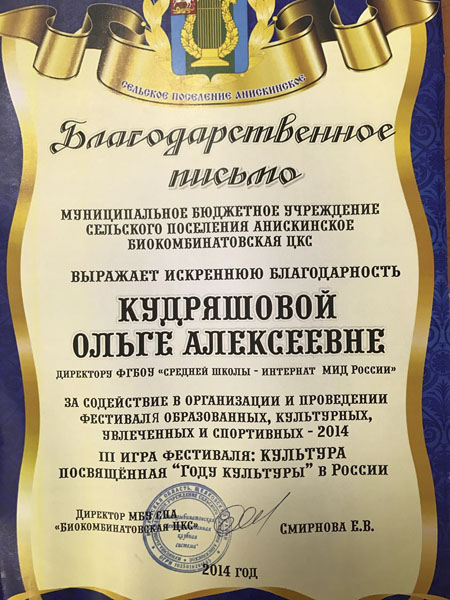 СЕЛЬСКОЕ ПОСЕЛЕНИЕ АНИСКИНСКОЕ
Благодарственное
письмо
МУНИЦИПАЛЬНОЕ БЮДЖЕТНОЕ УЧРЕЖДЕНИЕ
СЕЛЬСКОГО ПОСЕЛЕНИЯ АНИСКИНСКОЕ
БИОКОМБИНАТОВСКАЯ ЦКС
ВЫРАЖАЕТ ИСКРЕННЮЮ БЛАГОДАРНОСТЬ
КУДРЯШОВОЙ
ОЛЬГЕ АЛЕКСЕЕВНЕ
ДИРЕКТОРУ ФГБОУ «СРЕДНЕЙ ШКОЛЫ - ИНТЕРНАТ МИД РОССИИ»
ЗА СОДЕЙСТВИЕ В ОРГАНИЗАЦИИ И ПРОВЕДЕНИИ
ФЕСТИВАЛЯ ОБРАЗОВАННЫХ, КУЛЬТУРНЫХ,
УВЛЕЧЕННЫХ И СПОРТИВНЫХ - 2014
III ИГРА ФЕСТИВАЛЯ: КУЛЬТУРА
ПОСВЯЩЁННАЯ "ГОДУ КУЛЬТУРЫ" В РОССИИ
ДИРЕКТОР МБУ СПА
«БИОКОМБИНАТОВСКАЯ ЦКС»
СМИРНОВА Е.В.
2014 ГОД